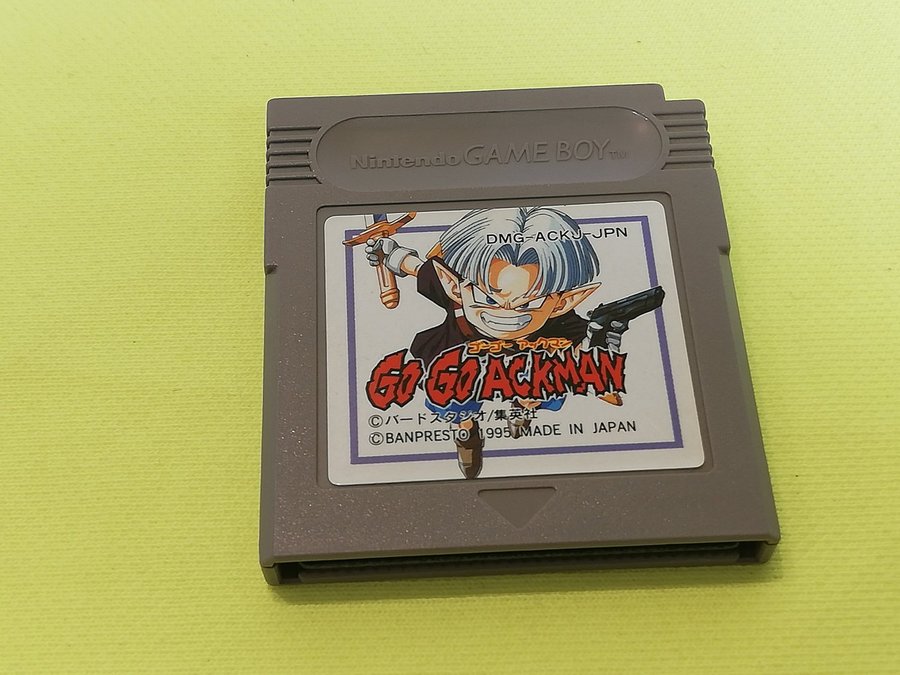 Nintendo GAME BOY TM
DMG-ACKJ-JPN
ゴーゴー アックマン
GO GO ACKMAN
©バードスタジオ/集英社
©BANPRESTO 1995 MADE IN JAPAN